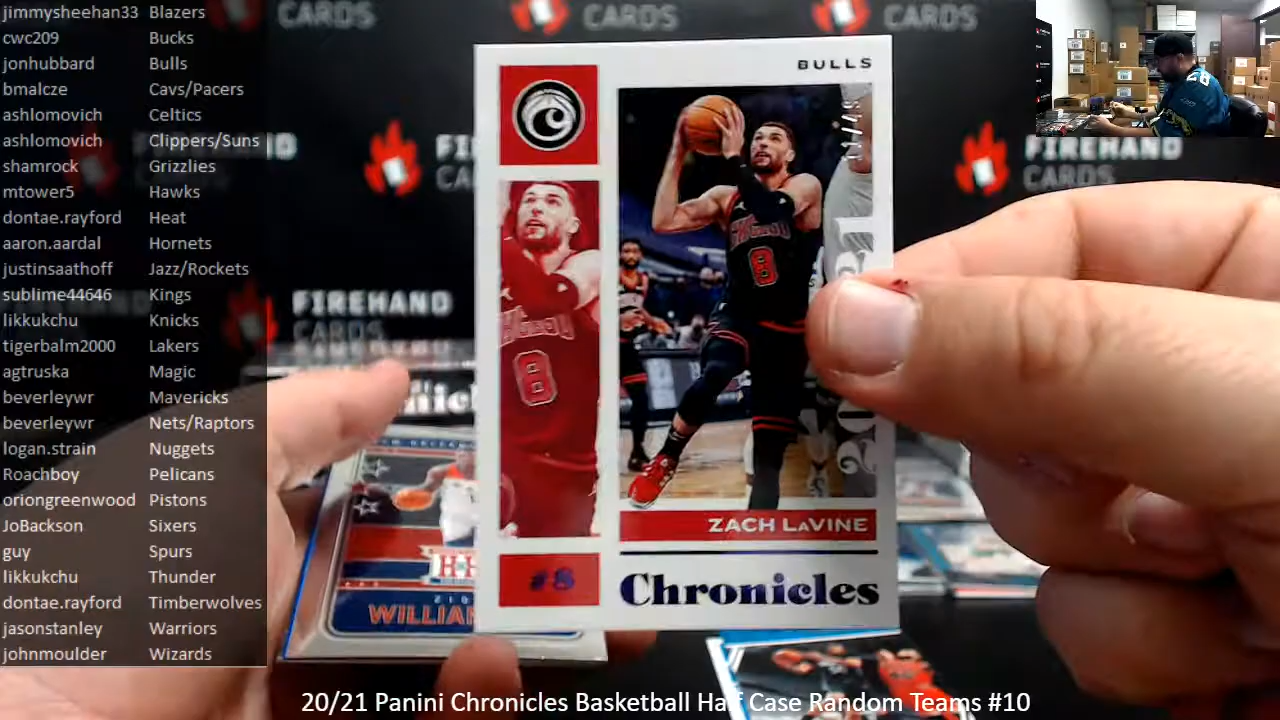 jimmysheehan33 Blazers
cwc209 Bucks
jonhubbard Bulls
bmalcze Cavs/Pacers
ashlomovich Celtics
ashlomovich Clippers/Suns
shamrock Grizzlies
mtower5 Hawks
dontae.rayford Heat
aaron.aardal Hornets
justinsaathoff Jazz/Rockets
sublime44646 Kings
likkukchu Knicks
tigerbalm2000 Lakers
agtruska Magic
beverleywr Mavericks
beverleywr Nets/Raptors
logan.strain Nuggets
Roachboy Pelicans
oriongreenwood Pistons
JoBackson Sixers
guy Spurs
likkukchu Thunder
dontae.rayford Timberwolves
jasonstanley Warriors
johnmoulder Wizards
CARDS
CARDS
CARDS
FIREHAND
CARDS
FIREHAND
CARDS
BULLS
8
8
ZACH LAVINE
#8
Chronicles
WILLIAM
28
20/21 Panini Chronicles Basketball Half Case Random Teams #10